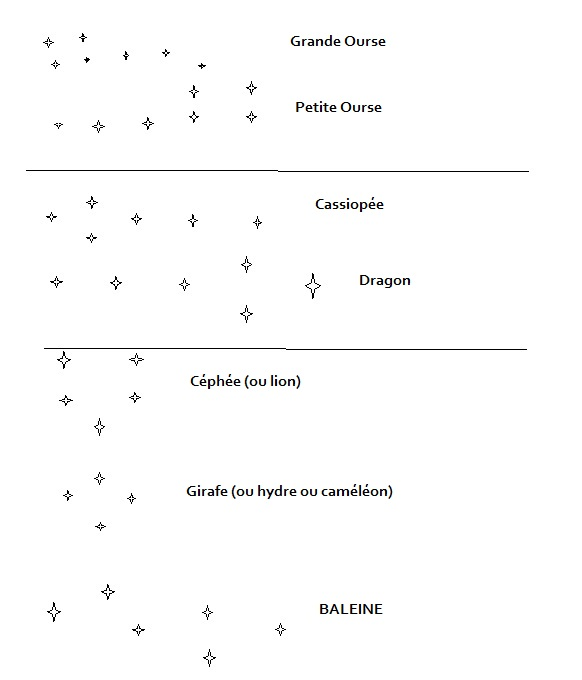 Grande Ourse
Petite Ourse
Cassiopée
Dragon
Céphée (ou lion)
Girafe (ou hydre ou caméléon)
BALEINE